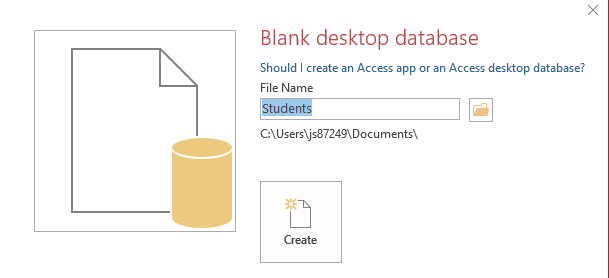 Blank desktop database
Should I create an Access app or an Access desktop database?
File Name
Students
C:\Users\js87249\Documents\
Create